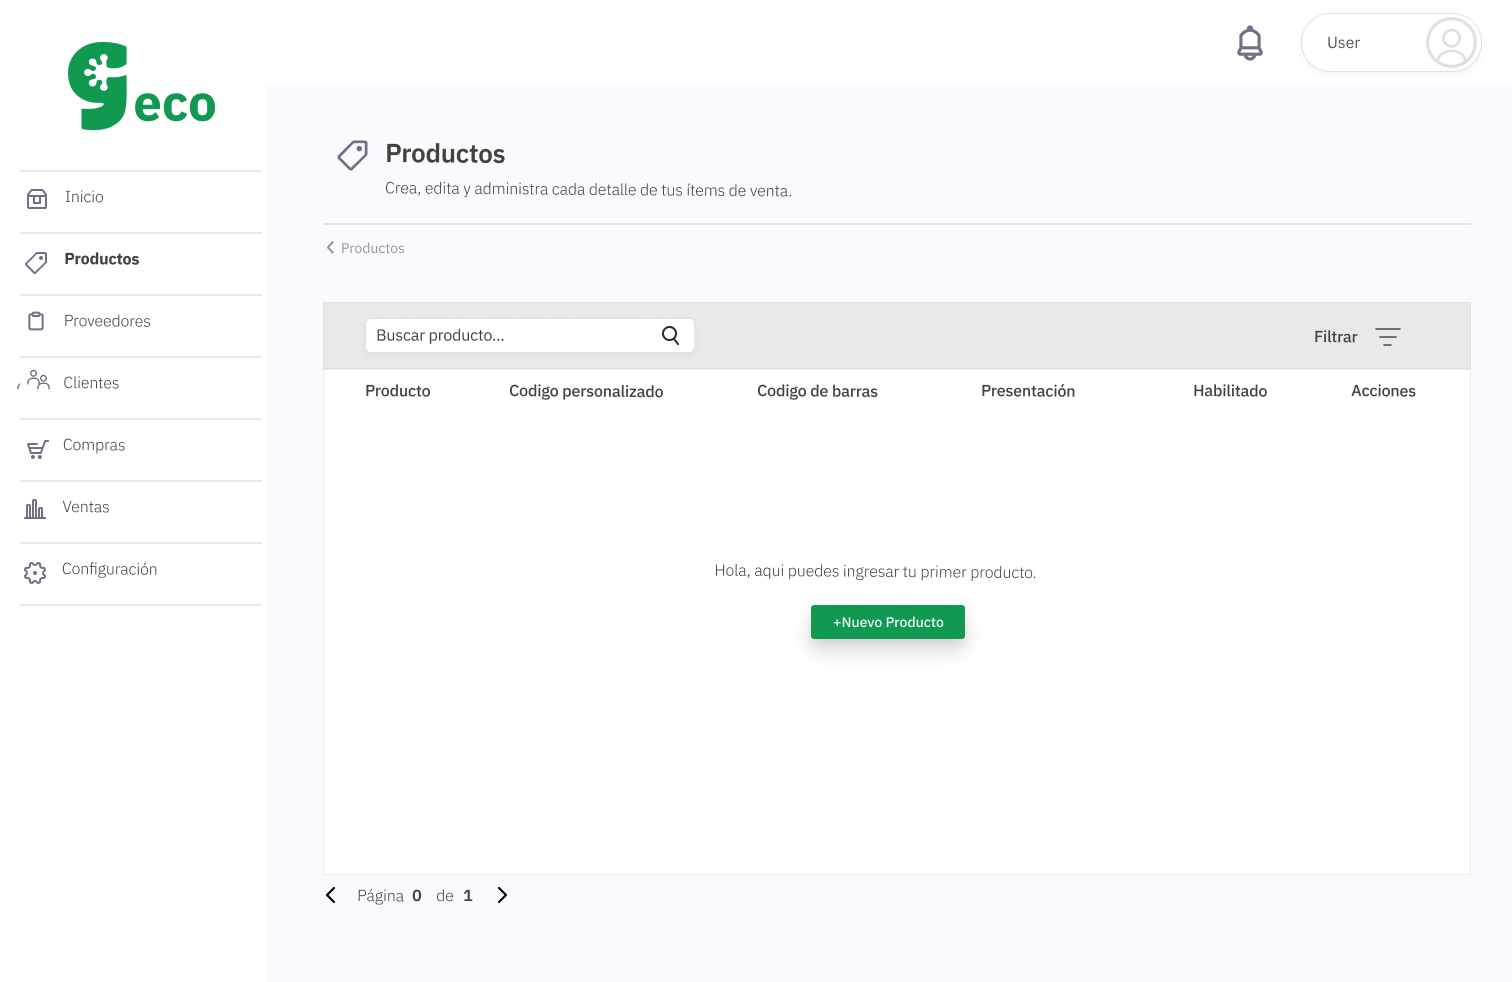 Geco
User
Inicio
Productos
Proveedores
Clientes
Compras
Ventas
Configuración
Productos
Crea, edita y administra cada detalle de tus ítems de venta.
Productos
Buscar producto...
Filtrar
Producto Codigo personalizado Codigo de barras Presentación Habilitado Acciones
Hola, aqui puedes ingresar tu primer producto.
+Nuevo Producto
Página 0 de 1